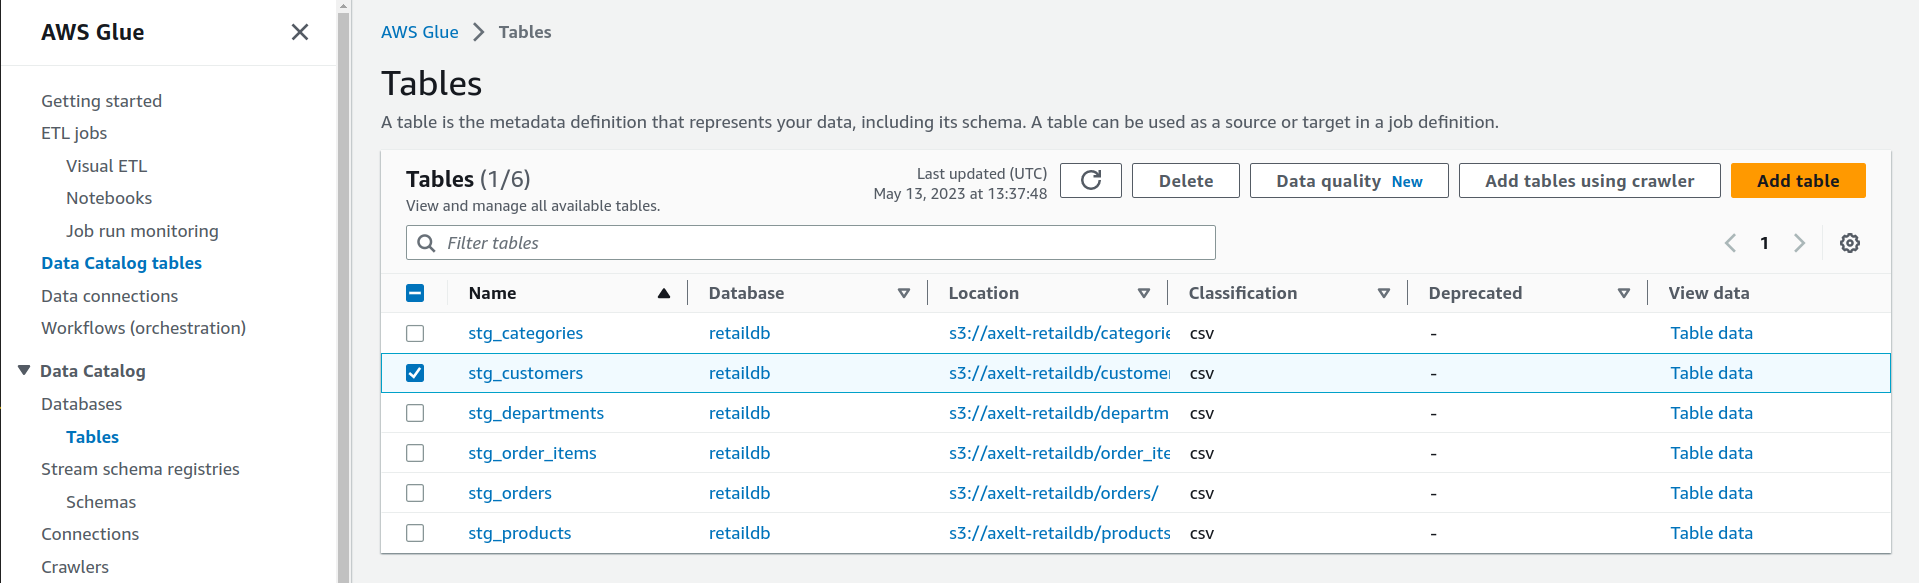 AWS Glue
Getting started
ETL jobs
Visual ETL
Notebooks
Job run monitoring
Data Catalog tables
Data connections
Workflows (orchestration)
Data Catalog
Databases
Tables
Stream schema registries
Schemas
Connections
Crawlers
AWS Glue Tables
Tables
A table is the metadata definition that represents your data, including its schema. A table can be used as a source or target in a job definition.
Tables (1/6)
View and manage all available tables.
Last updated (UTC)
May 13, 2023 at 13:37:48
Delete
Data quality New
Add tables using crawler
Add table
Filter tables
1
Name Database Location Classification Deprecated View data
stg_categories retaildb s3://axelt-retaildb/categorie csv - Table data
stg_customers retaildb s3://axelt-retaildb/customer csv - Table data
stg_departments retaildb s3://axelt-retaildb/departm csv - Table data
stg_order_items retaildb s3://axelt-retaildb/order_ite csv - Table data
stg_orders retaildb s3://axelt-retaildb/orders/ csv - Table data
stg_products retaildb s3://axelt-retaildb/products csv - Table data